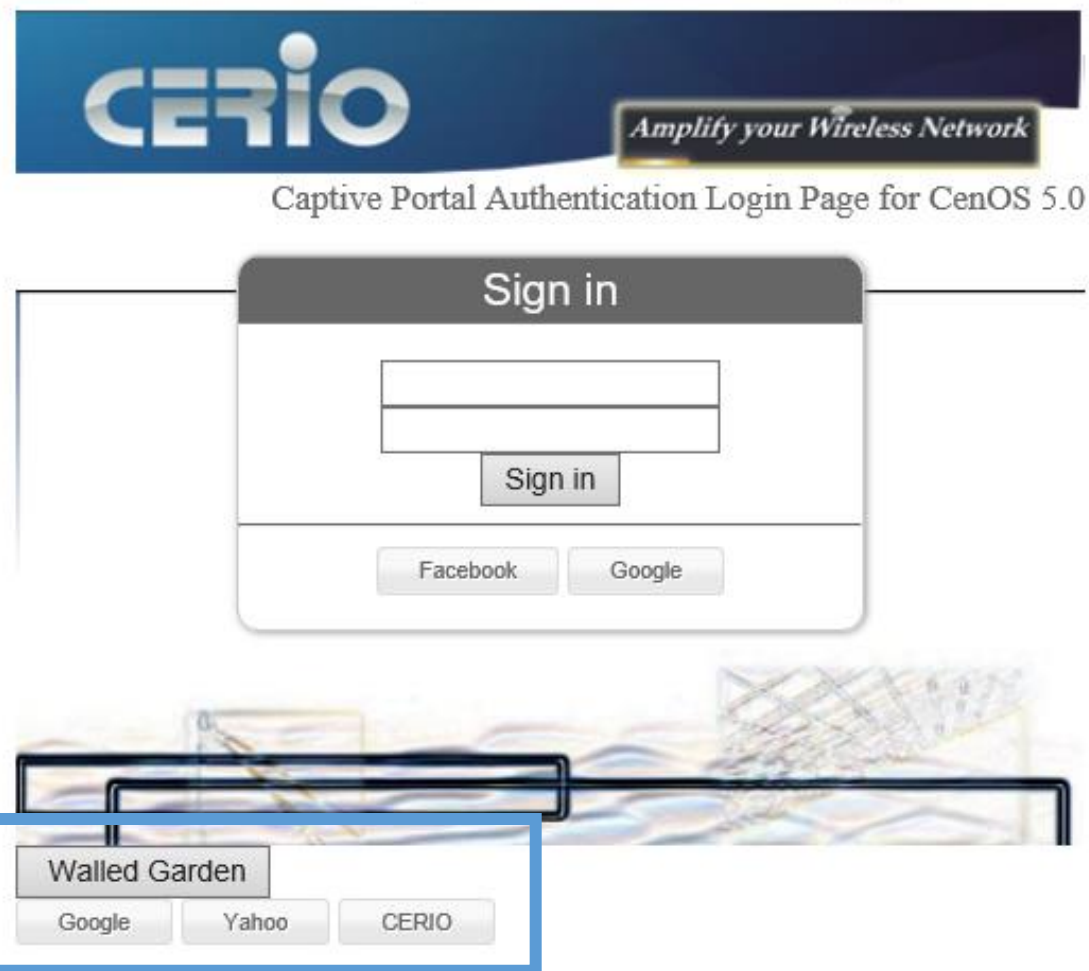 CERIO
Amplify your Wireless Network
Captive Portal Authentication Login Page for CenOS 5.0
Sign in
Sign in
Facebook Google
Walled Garden
Google Yahoo CERIO